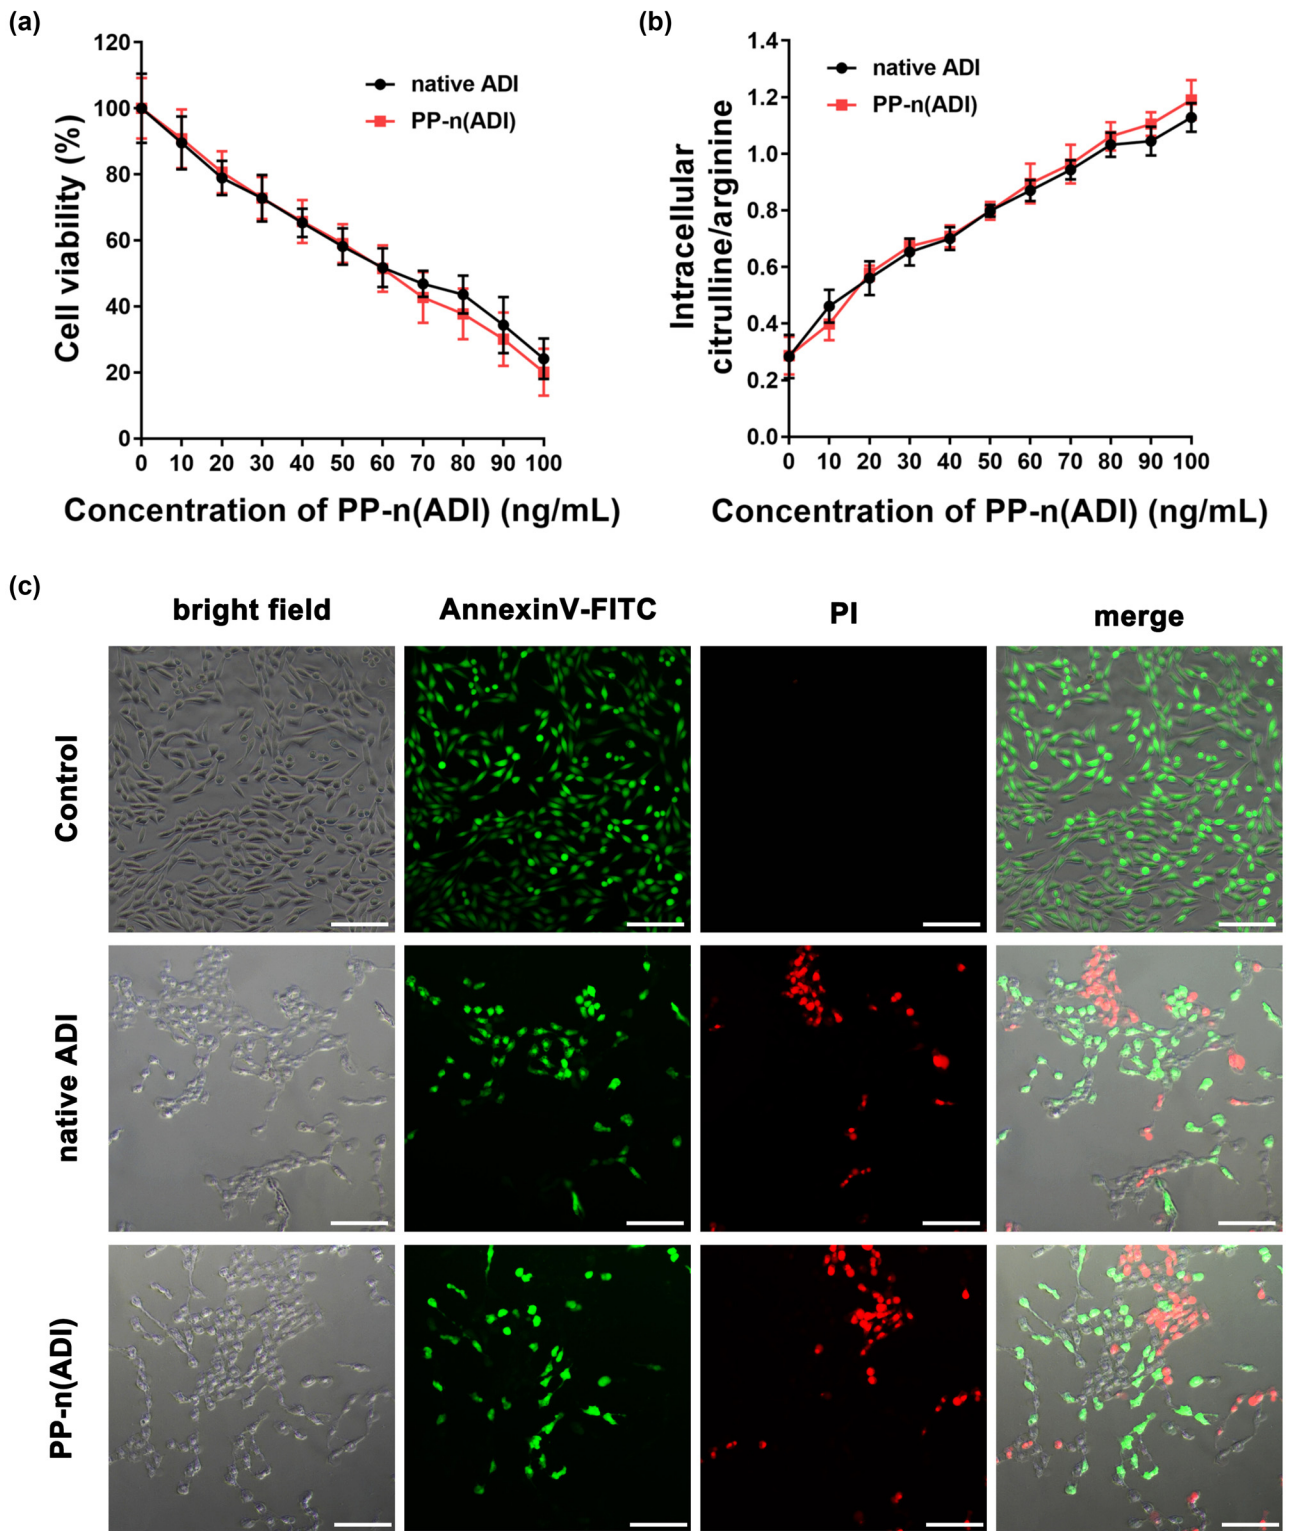 (a)
120
100
80
60
40
20
0
Cell viability (%)
native ADI
PP-n(ADI)
0 10 20 30 40 50 60 70 80 90 100
Concentration of PP-n(ADI) (ng/mL)
(b)
1.4
1.2
1.0
0.8
0.6
0.4
0.2
0.0
Intracellular
citrulline/arginine
native ADI
PP-n(ADI)
0 10 20 30 40 50 60 70 80 90 100
Concentration of PP-n(ADI) (ng/mL)
(c)
bright field AnnexinV-FITC PI merge
Control
native ADI
PP-n(ADI)